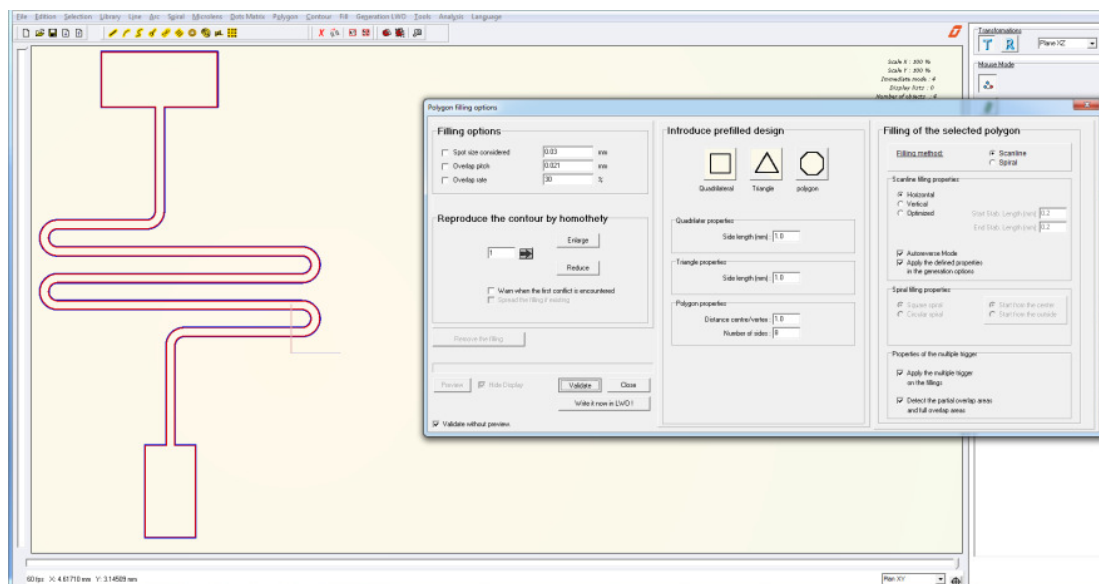 File Edition Selection Library Line Arc Spiral Microlens Dots Matrix Polygon Contour Fill Generation LWO Tools Analysis Language
Transformations
Plane XZ
Mouse Mode
Scale X : 100 %
Scale Y : 100 %
Immediate mode : 4
Display lists : 0
Number of objects : 4
Polygon filling options
Filling options
Spot size considered 0.03 mm
Overlap pitch 0.021 mm
Overlap rate 30 %
Reproduce the contour by homothety
1
Enlarge
Reduce
Warn when the first conflict is encountered
Spread the filling if existing
Remove the filling
Preview Hide Display Validate Close
Write it now in LWO !
Validate without preview
Introduce prefilled design
Quadrilateral Triangle polygon
Quadrilater properties
Side length (mm) : 1.0
Triangle properties
Side length (mm) : 1.0
Polygon properties
Distance centre/vertex : 1.0
Number of sides : 8
Filling of the selected polygon
Filling method: Scanline
Spiral
Scanline filling properties
Horizontal
Vertical
Optimized
Start Stab. Length (mm) 0.2
End Stab. Length (mm) 0.2
Autoreverse Mode
Apply the defined properties
in the generation options
Spiral filling properties
Square spiral Start from the center
Circular spiral Start from the outside
Properties of the multiple trigger
Apply the multiple trigger
on the fillings
Detect the partial overlap areas
and full overlap areas
60 fps X: 4.61710 mm Y: 3.14509 mm
Plan XY